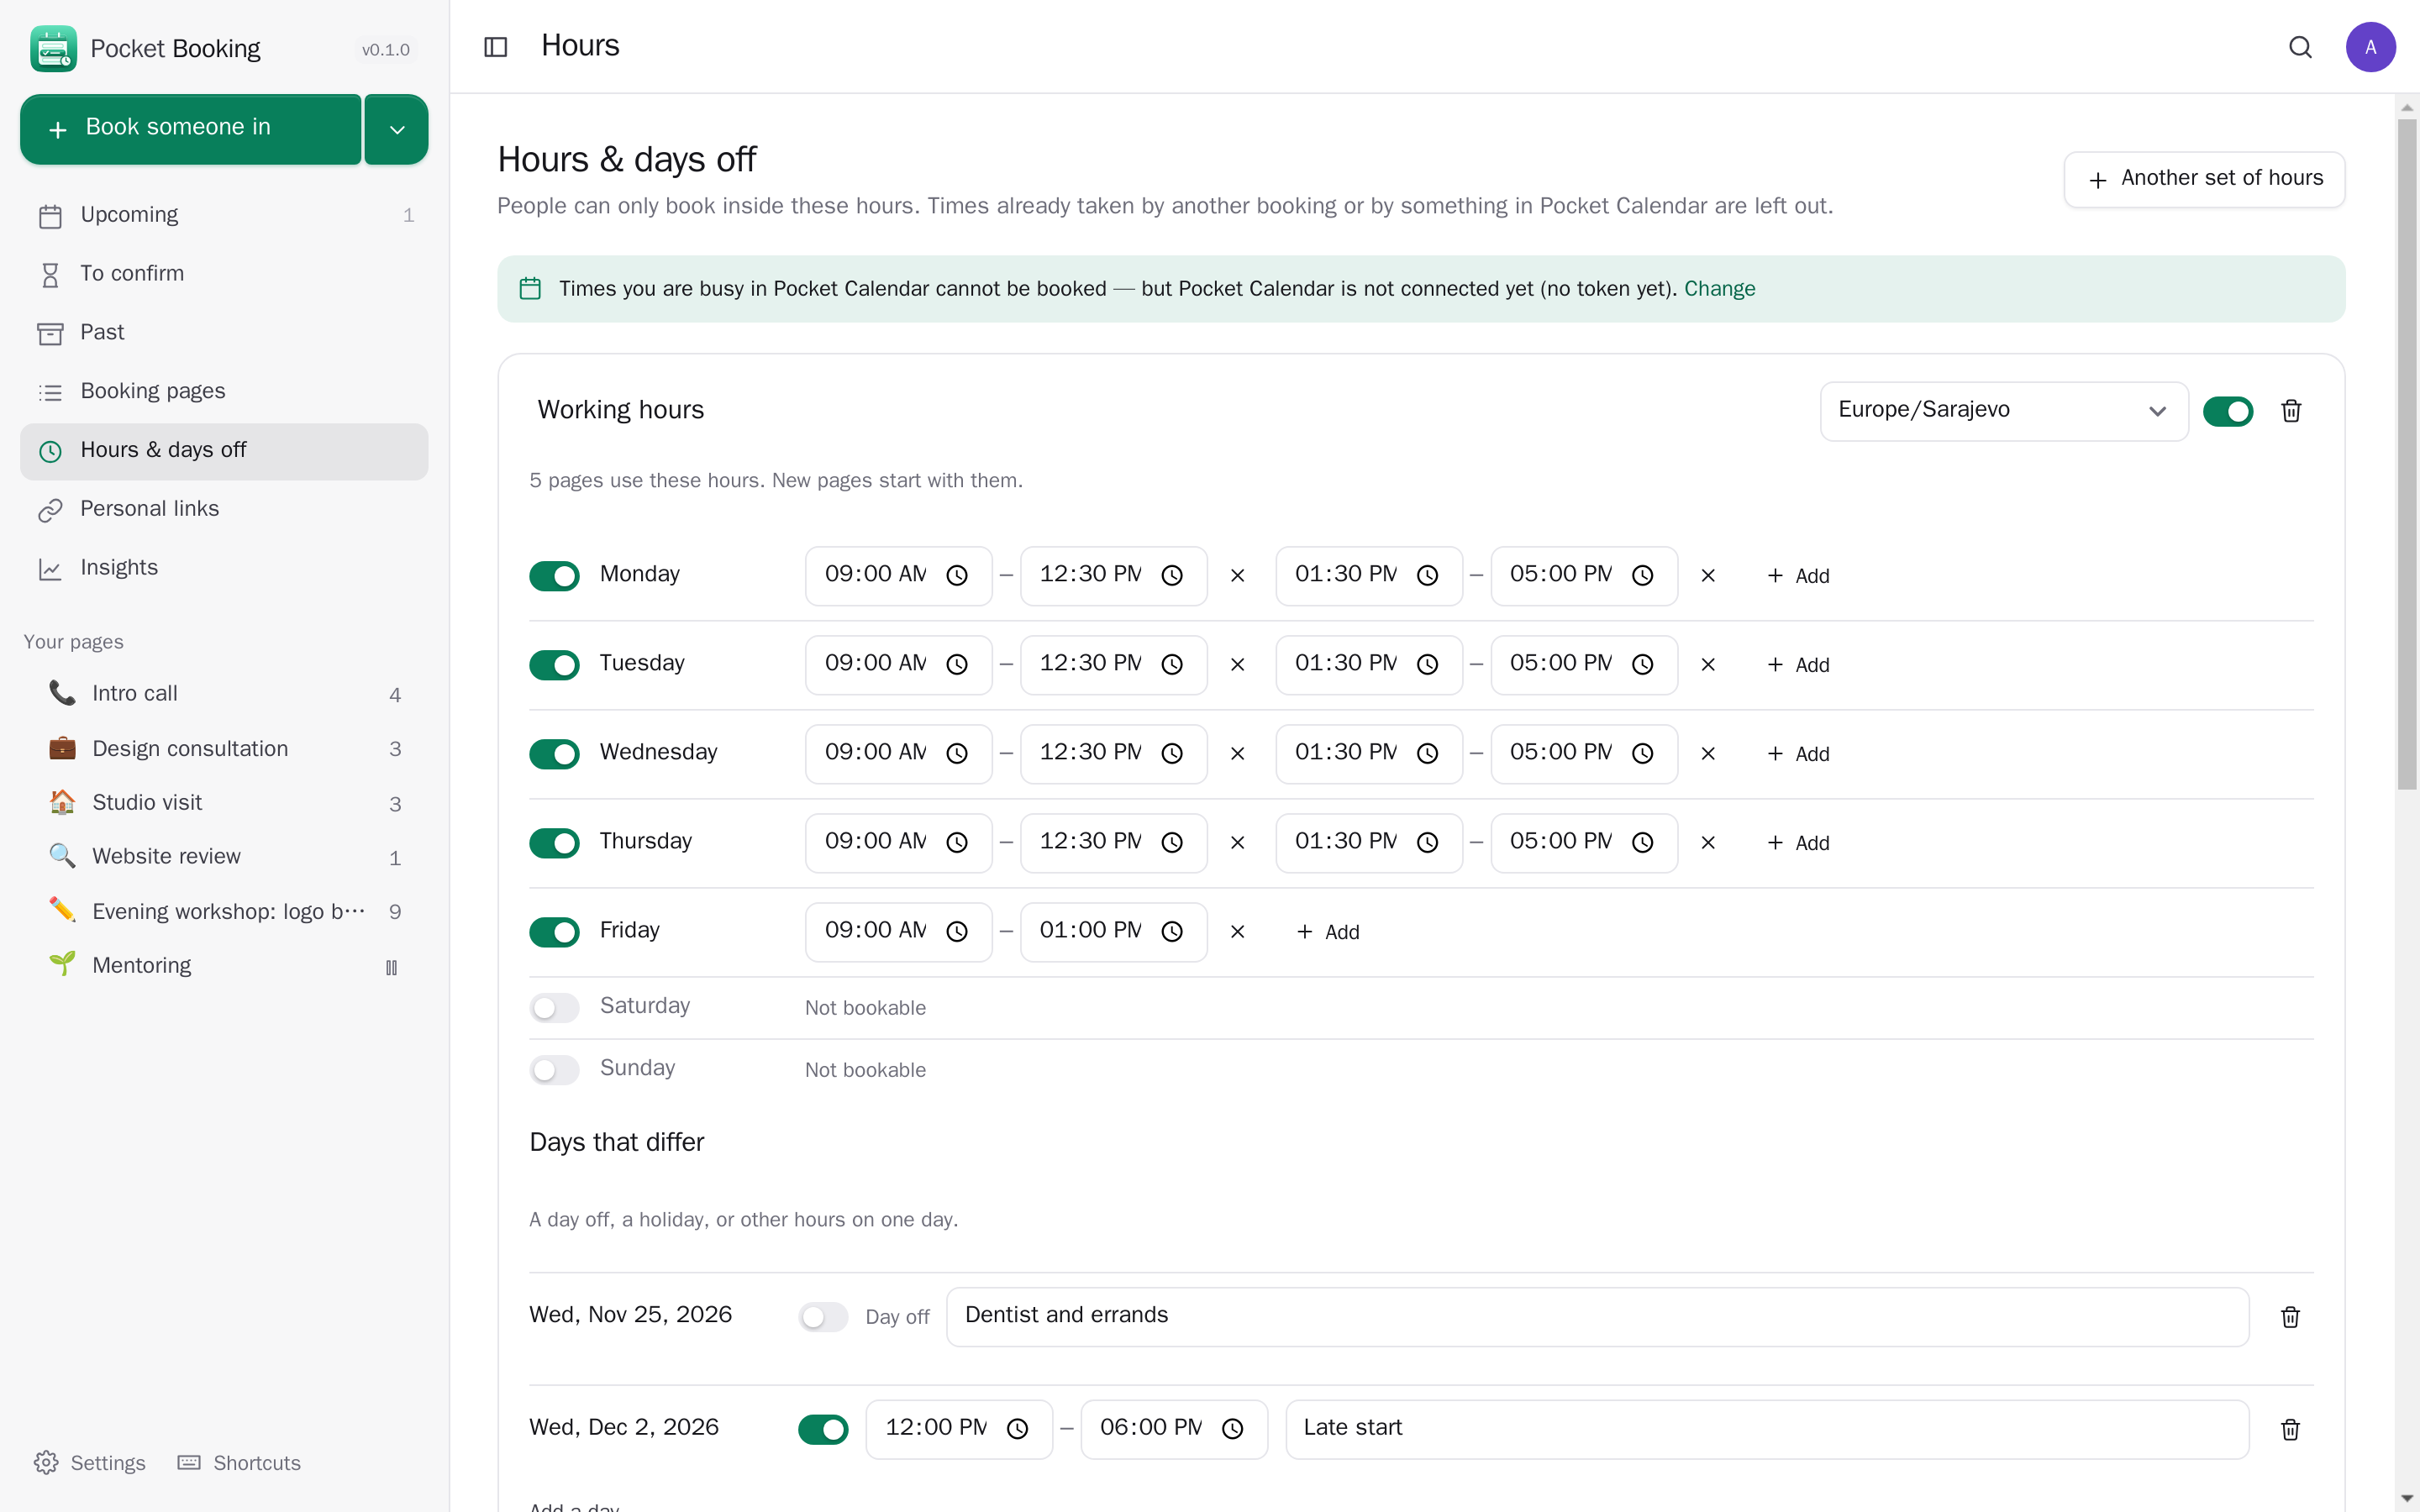 Pocket Booking
v0.1.0
Book someone in
Upcoming 1
To confirm
Past
Booking pages
Hours & days off
Personal links
Insights
Your pages
Intro call 4
Design consultation 3
Studio visit 3
Website review 1
Evening workshop: logo b··· 9
Mentoring
Settings
Shortcuts
Hours
A
Hours & days off
People can only book inside these hours. Times already taken by another booking or by something in Pocket Calendar are left out.
Another set of hours
Times you are busy in Pocket Calendar cannot be booked — but Pocket Calendar is not connected yet (no token yet). Change
Working hours
Europe/Sarajevo
5 pages use these hours. New pages start with them.
Monday 09:00 AM – 12:30 PM 01:30 PM – 05:00 PM Add
Tuesday 09:00 AM – 12:30 PM 01:30 PM – 05:00 PM Add
Wednesday 09:00 AM – 12:30 PM 01:30 PM – 05:00 PM Add
Thursday 09:00 AM – 12:30 PM 01:30 PM – 05:00 PM Add
Friday 09:00 AM – 01:00 PM Add
Saturday Not bookable
Sunday Not bookable
Days that differ
A day off, a holiday, or other hours on one day.
Wed, Nov 25, 2026 Day off Dentist and errands
Wed, Dec 2, 2026 12:00 PM – 06:00 PM Late start
Add a day